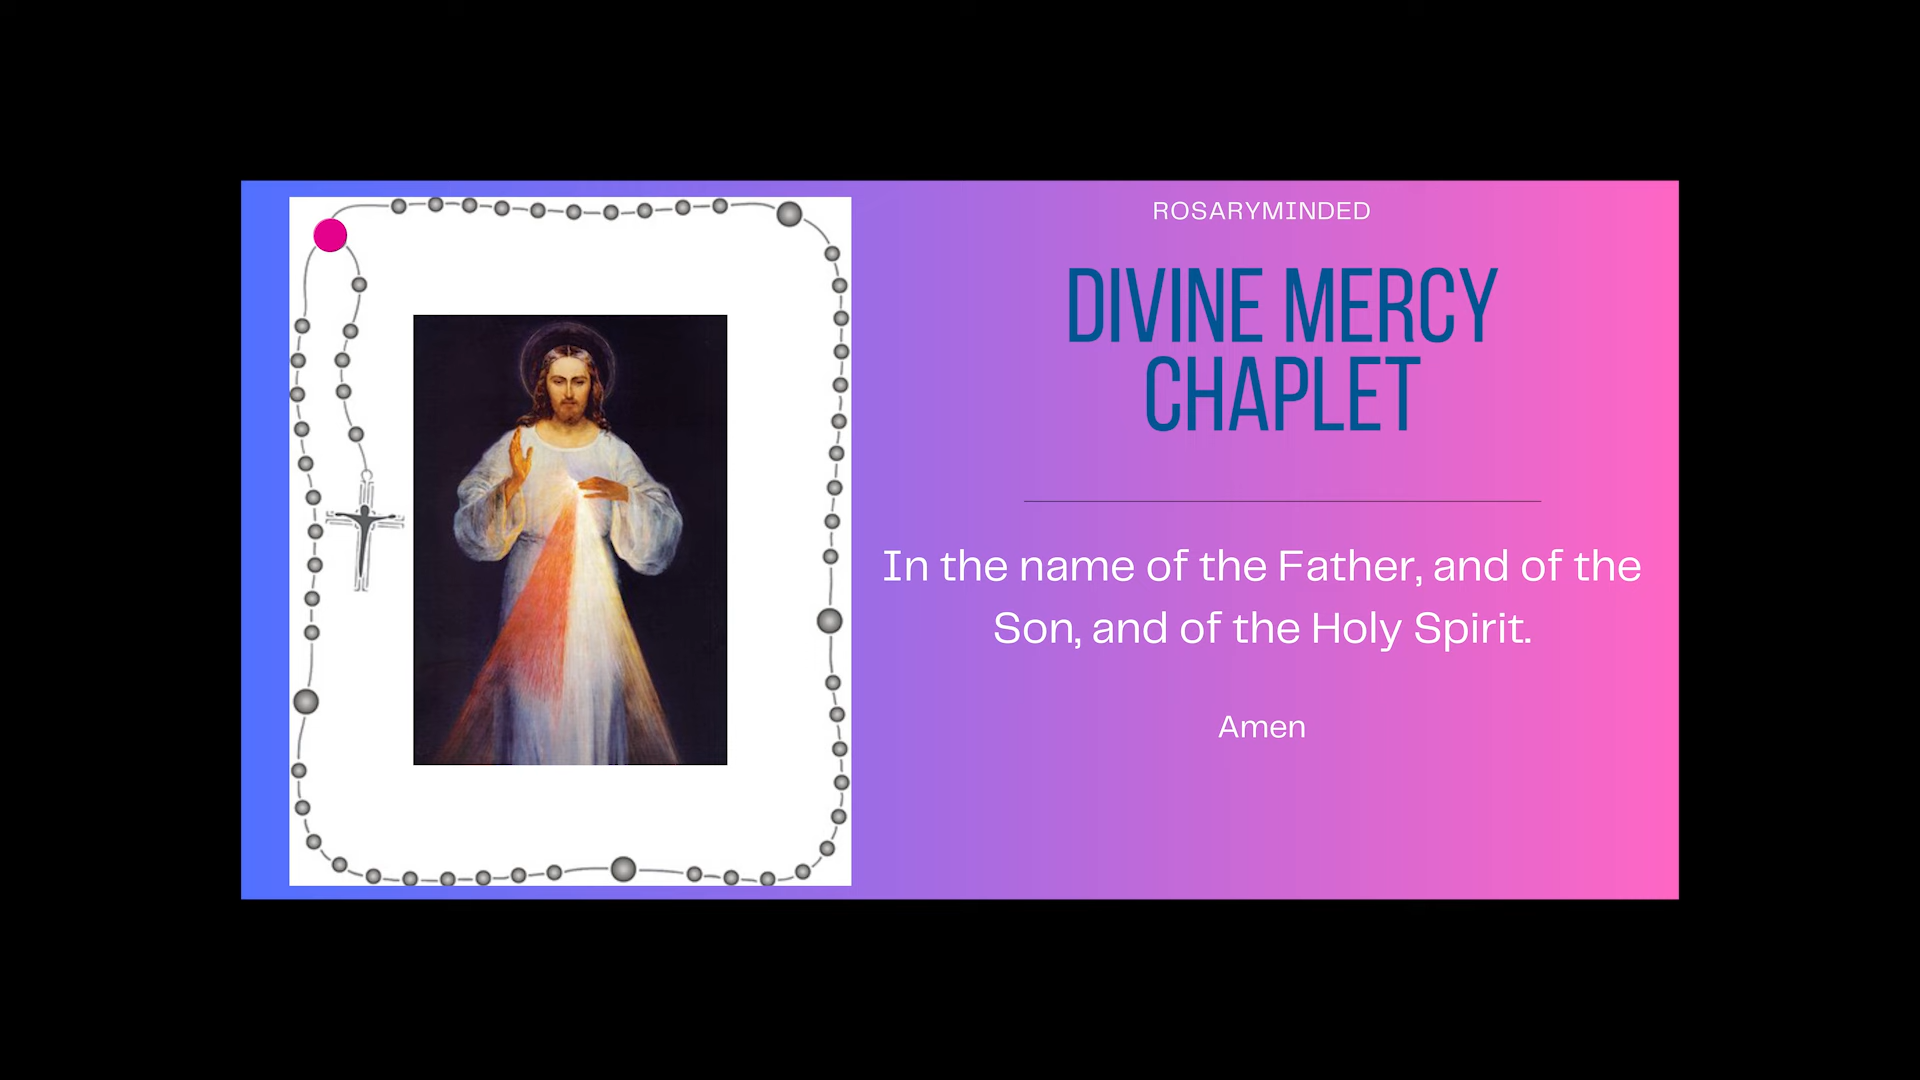 ROSARYMINDED
DIVINE MERCY
CHAPLET
In the name of the Father, and of the
Son, and of the Holy Spirit.
Amen